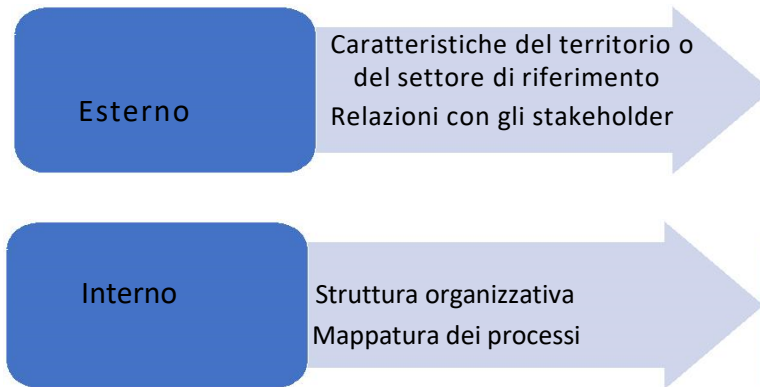 Esterno
Caratteristiche del territorio o
del settore di riferimento
Relazioni con gli stakeholder
Interno
Struttura organizzativa
Mappatura dei processi